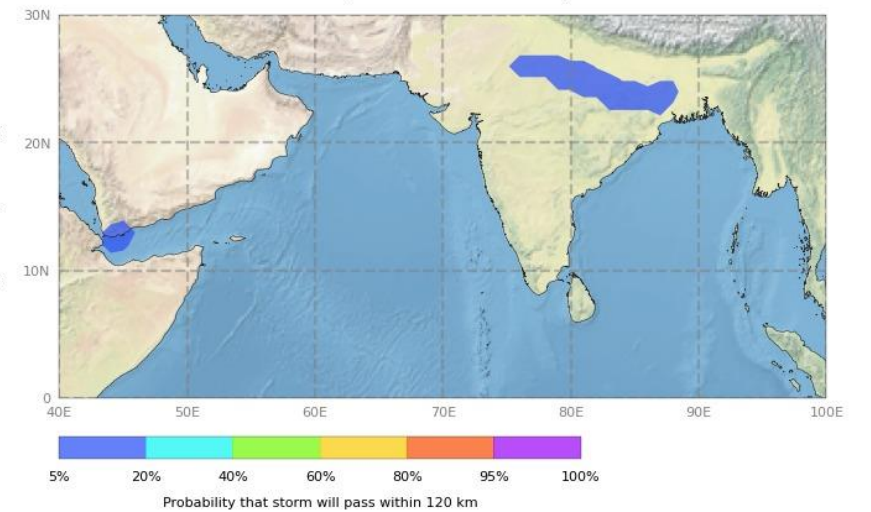 30N
20N
10N
0
40E 50E 60E 70E 80E 90E 100E
5% 20% 40% 60% 80% 95% 100%
Probability that storm will pass within 120 km